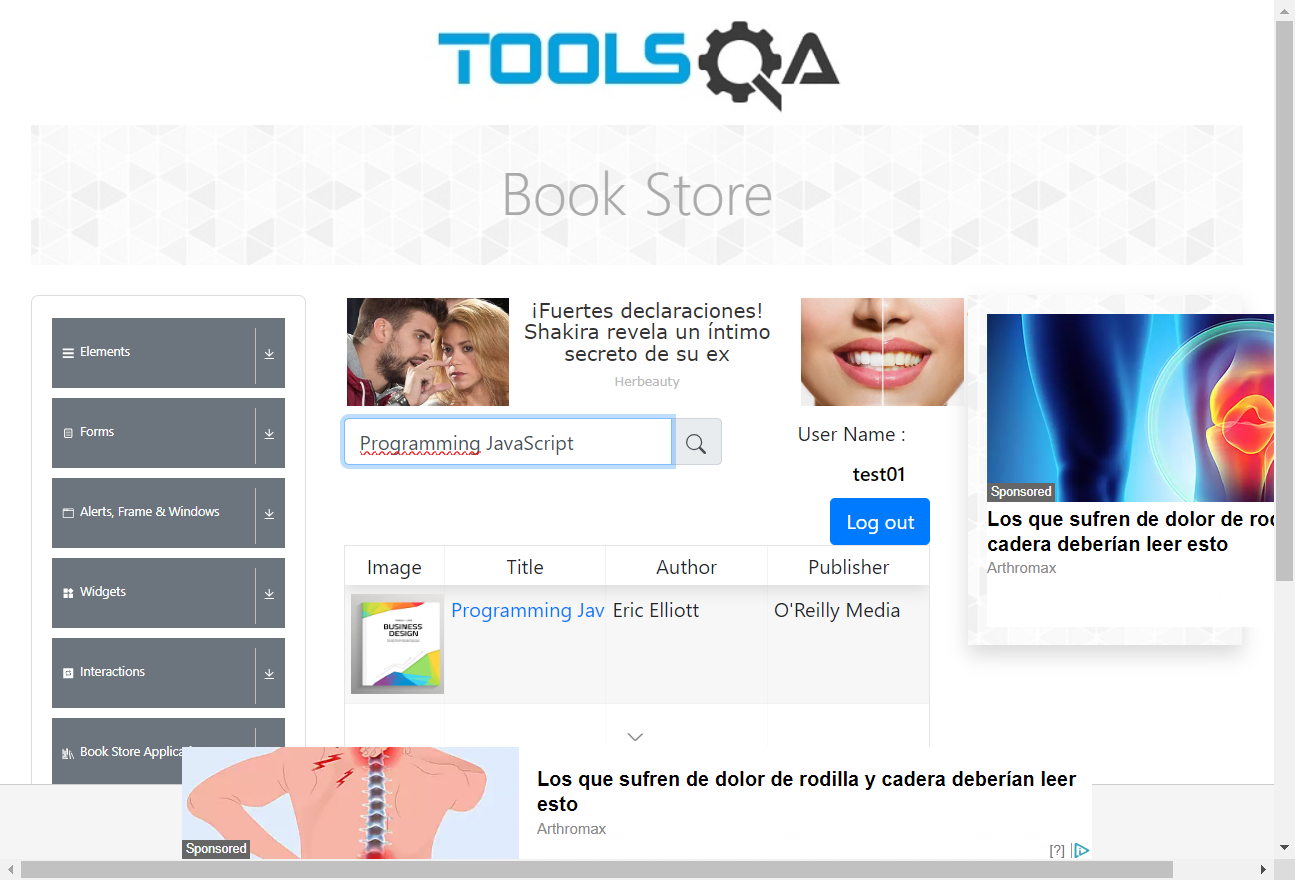 TOOLSQA
Book Store
Elements
Forms
Alerts, Frame & Windows
Widgets
Interactions
Book Store Applica
¡Fuertes declaraciones!
Shakira revela un íntimo
secreto de su ex
Herbeauty
Programming JavaScript
User Name :
test01
Log out
Image Title Author Publisher
BUSINESS
DESIGN
Programming Jav Eric Elliott O'Reilly Media
Sponsored
Los que sufren de dolor de rod
cadera deberían leer esto
Arthromax
Sponsored
Los que sufren de dolor de rodilla y cadera deberían leer
esto
Arthromax
[?]